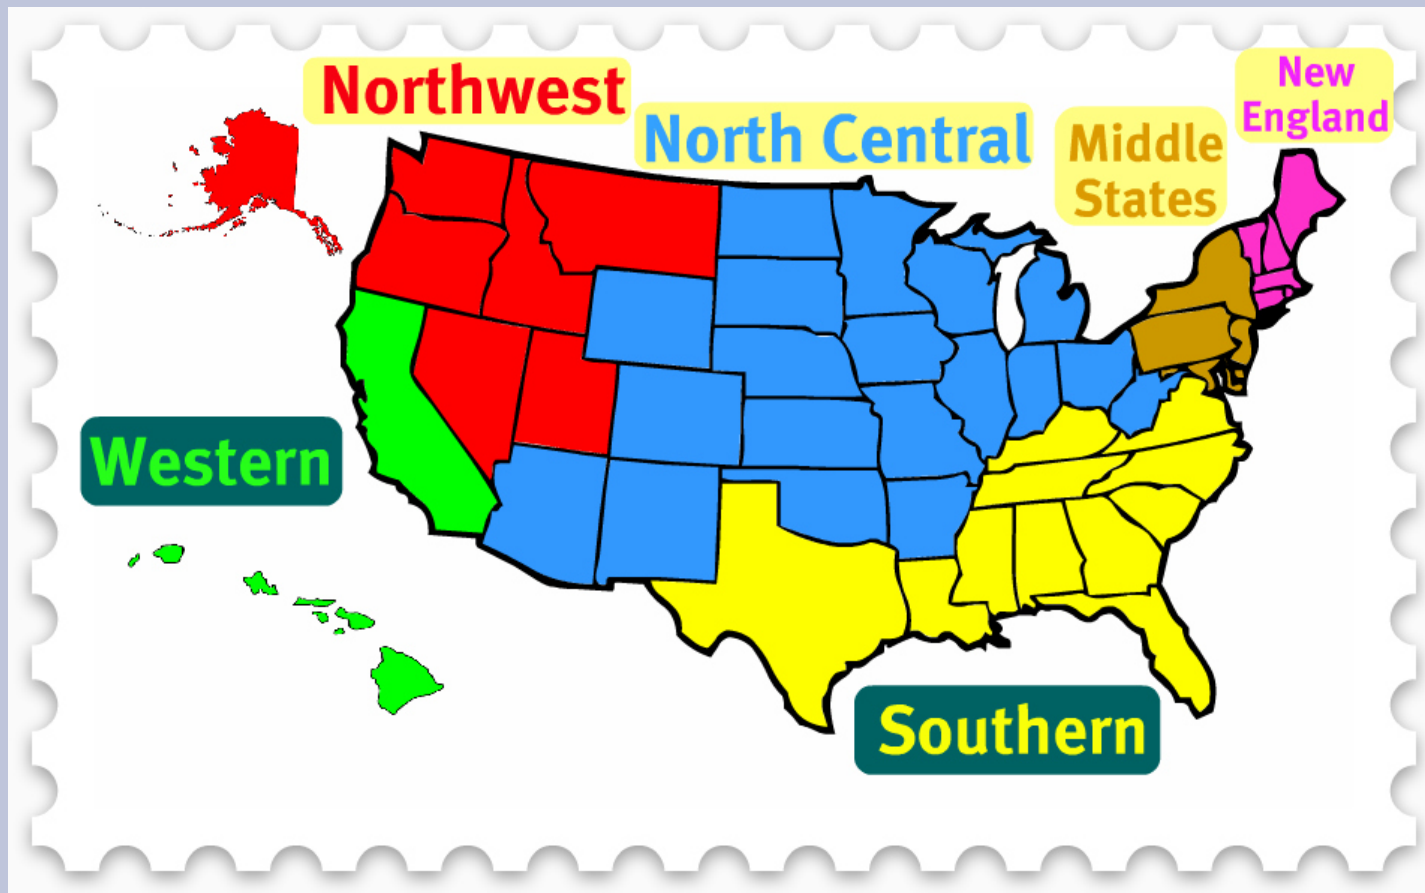 Northwest
North Central
Middle
States
New
England
Western
Southern